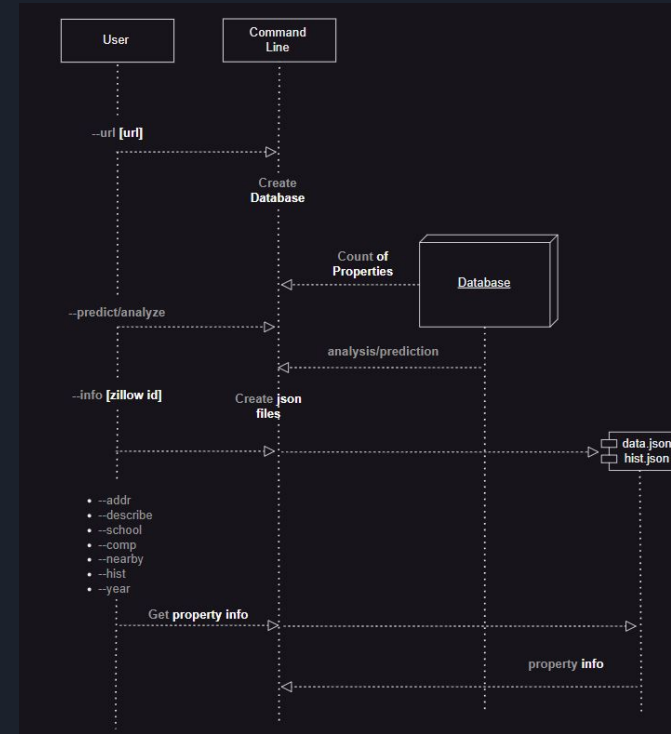 User
Command
Line
--url [url]
Create
Database
Count of
Properties
Database
--predict/analyze
analysis/prediction
--info [zillow id]
Create json
files
data.json
hist.json
--addr
--describe
--school
--comp
--nearby
--hist
--year
Get property info
property info